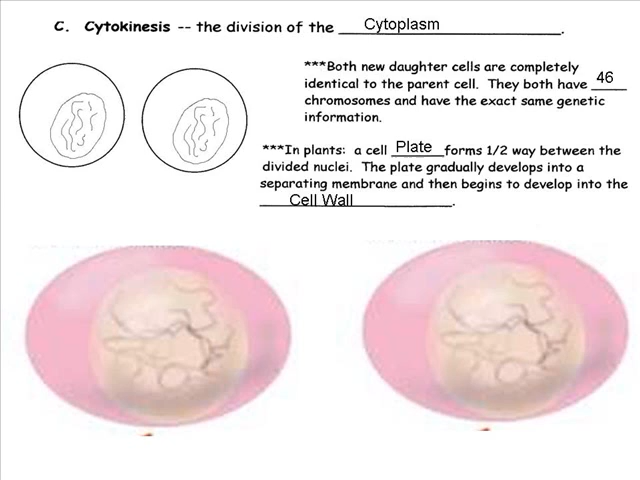 C. Cytokinesis -- the division of the Cytoplasm.
***Both new daughter cells are completely
identical to the parent cell. They both have 46
chromosomes and have the exact same genetic
information.
***In plants: a cell Plate forms 1/2 way between the
divided nuclei. The plate gradually develops into a
separating membrane and then begins to develop into the
Cell Wall.